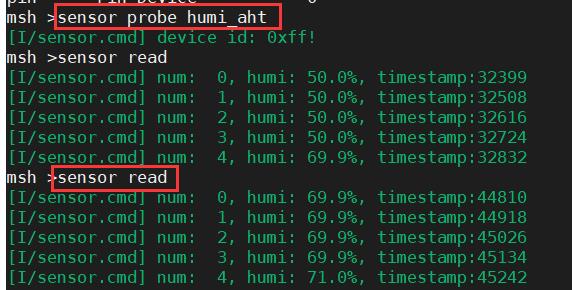 pin      Pin Device           0
msh >sensor probe humi_aht
[I/sensor.cmd] device id: 0xff!
msh >sensor read
[I/sensor.cmd] num:  0, humi: 50.0%, timestamp:32399
[I/sensor.cmd] num:  1, humi: 50.0%, timestamp:32508
[I/sensor.cmd] num:  2, humi: 50.0%, timestamp:32616
[I/sensor.cmd] num:  3, humi: 50.0%, timestamp:32724
[I/sensor.cmd] num:  4, humi: 69.9%, timestamp:32832
msh >sensor read
[I/sensor.cmd] num:  0, humi: 69.9%, timestamp:44810
[I/sensor.cmd] num:  1, humi: 69.9%, timestamp:44918
[I/sensor.cmd] num:  2, humi: 69.9%, timestamp:45026
[I/sensor.cmd] num:  3, humi: 69.9%, timestamp:45134
[I/sensor.cmd] num:  4, humi: 71.0%, timestamp:45242